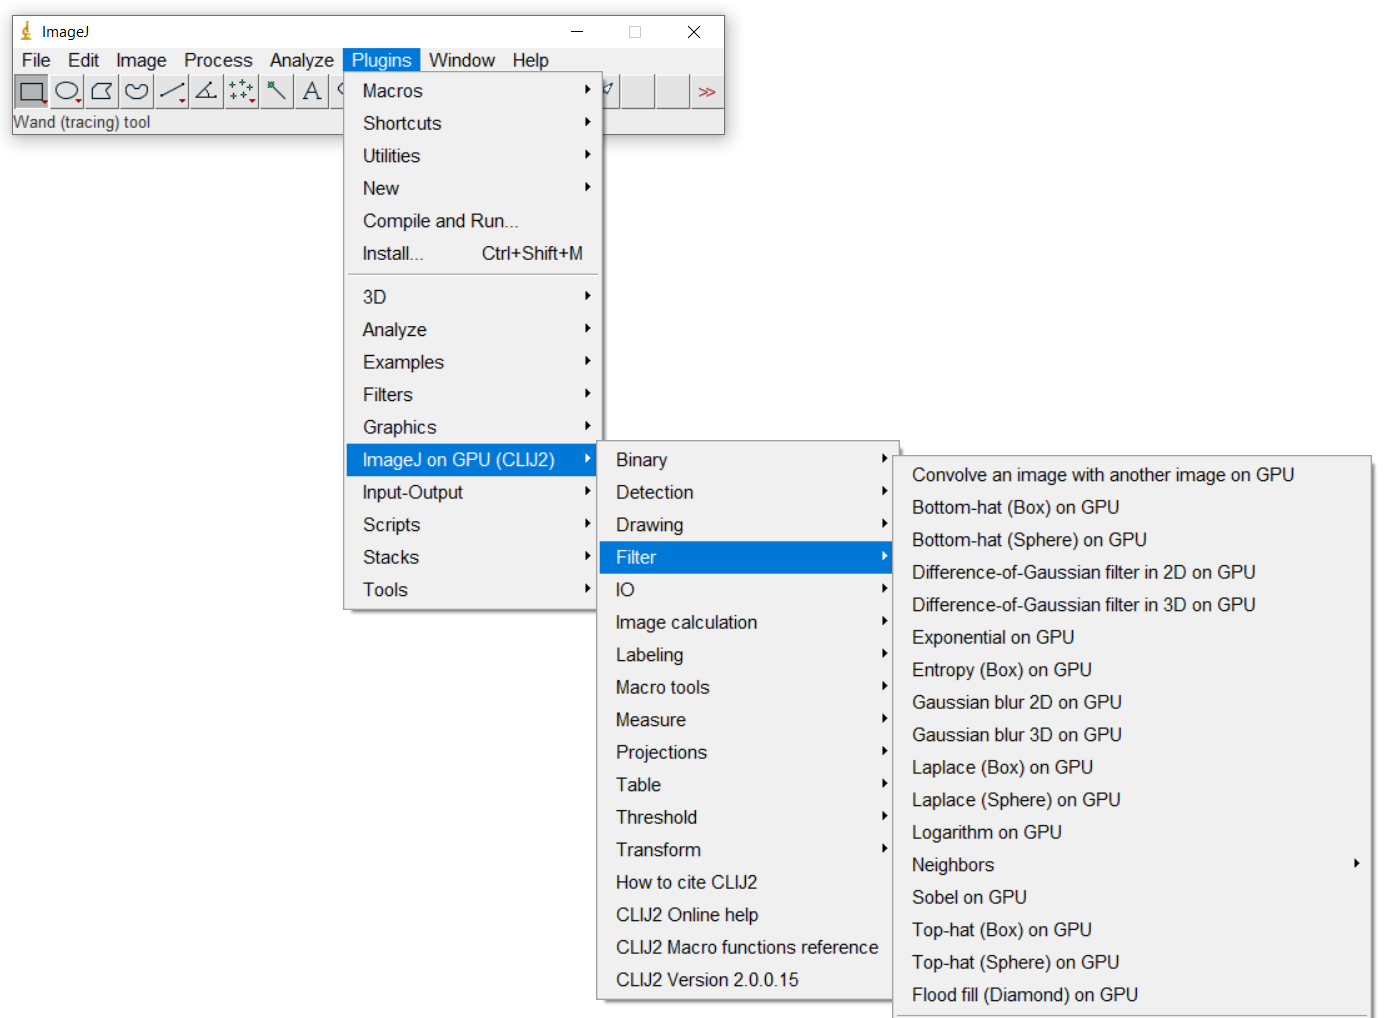 ImageJ
File Edit Image Process Analyze Plugins Window Help
A
>>
Wand (tracing) tool
Macros
Shortcuts
Utilities
New
Compile and Run...
Install... Ctrl+Shift+M
3D
Analyze
Examples
Filters
Graphics
ImageJ on GPU (CLIJ2)
Input-Output
Scripts
Stacks
Tools
Binary
Detection
Drawing
Filter
IO
Image calculation
Labeling
Macro tools
Measure
Projections
Table
Threshold
Transform
How to cite CLIJ2
CLIJ2 Online help
CLIJ2 Macro functions reference
CLIJ2 Version 2.0.0.15
Convolve an image with another image on GPU
Bottom-hat (Box) on GPU
Bottom-hat (Sphere) on GPU
Difference-of-Gaussian filter in 2D on GPU
Difference-of-Gaussian filter in 3D on GPU
Exponential on GPU
Entropy (Box) on GPU
Gaussian blur 2D on GPU
Gaussian blur 3D on GPU
Laplace (Box) on GPU
Laplace (Sphere) on GPU
Logarithm on GPU
Neighbors
Sobel on GPU
Top-hat (Box) on GPU
Top-hat (Sphere) on GPU
Flood fill (Diamond) on GPU